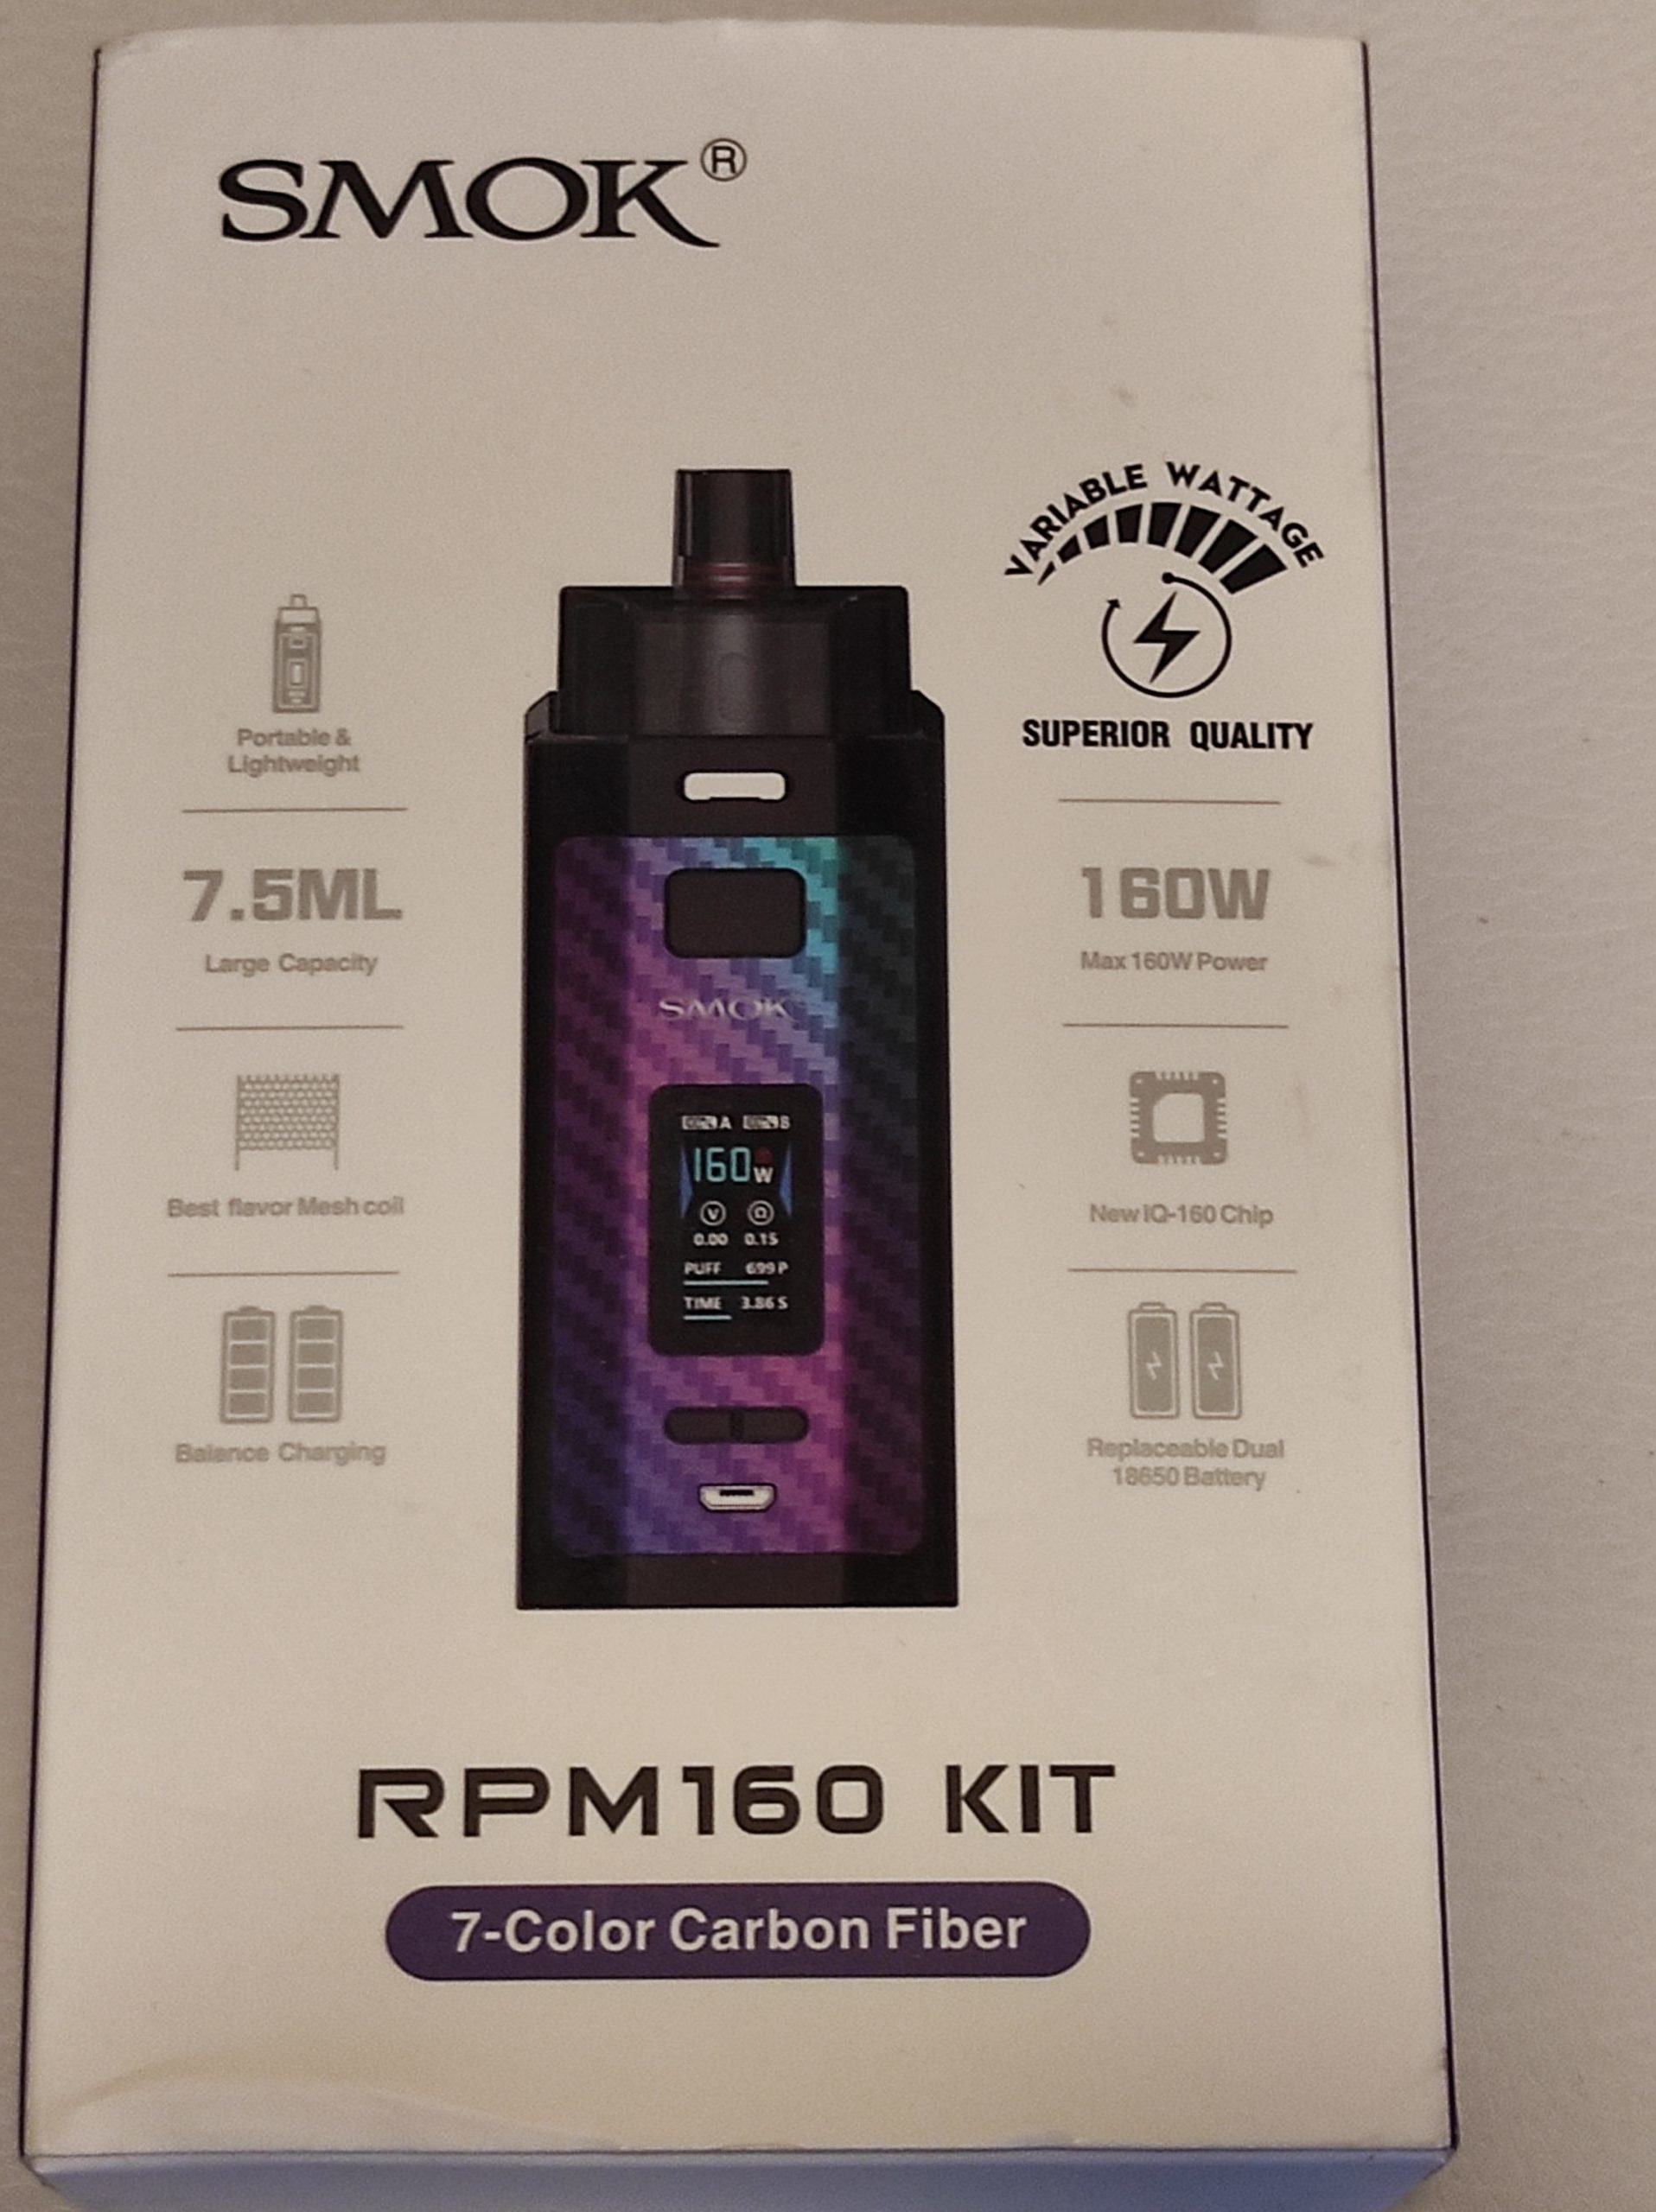 SMOK®
VARIABLE WATTAGE
SUPERIOR QUALITY
Portable &
Lightweight
7.5ML
Large Capacity
Best flavor Mesh coil
Balance Charging
SMOK
A B
160W
V Ω
0.00 0.15
PUFF 699P
TIME 3.86 S
160W
Max 160W Power
New IQ-160 Chip
Replaceable Dual
18650 Battery
RPM160 KIT
7-Color Carbon Fiber